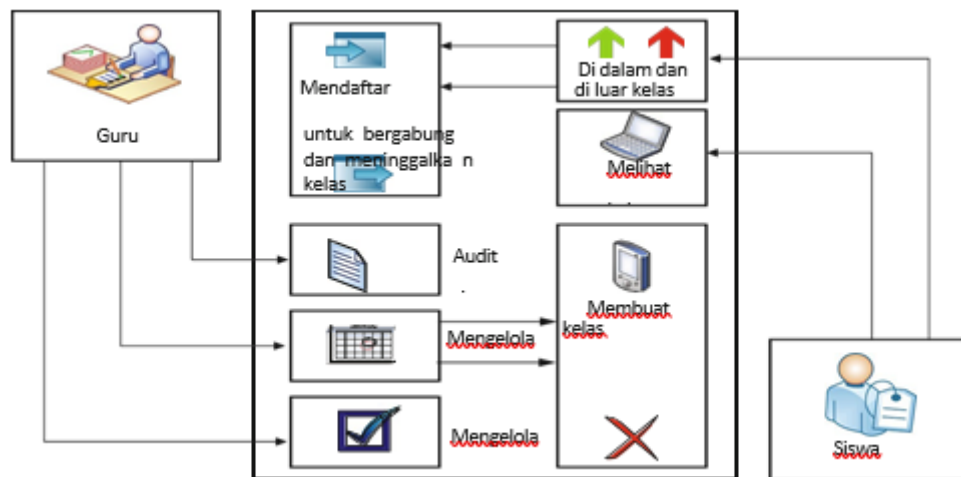 Guru
Mendaftar
untuk bergabung
dan meninggalka n
kelas
Di dalam dan
di luar kelas
Melihat
Audit
Mengelola
Mengelola
Membuat
kelas
Siswa